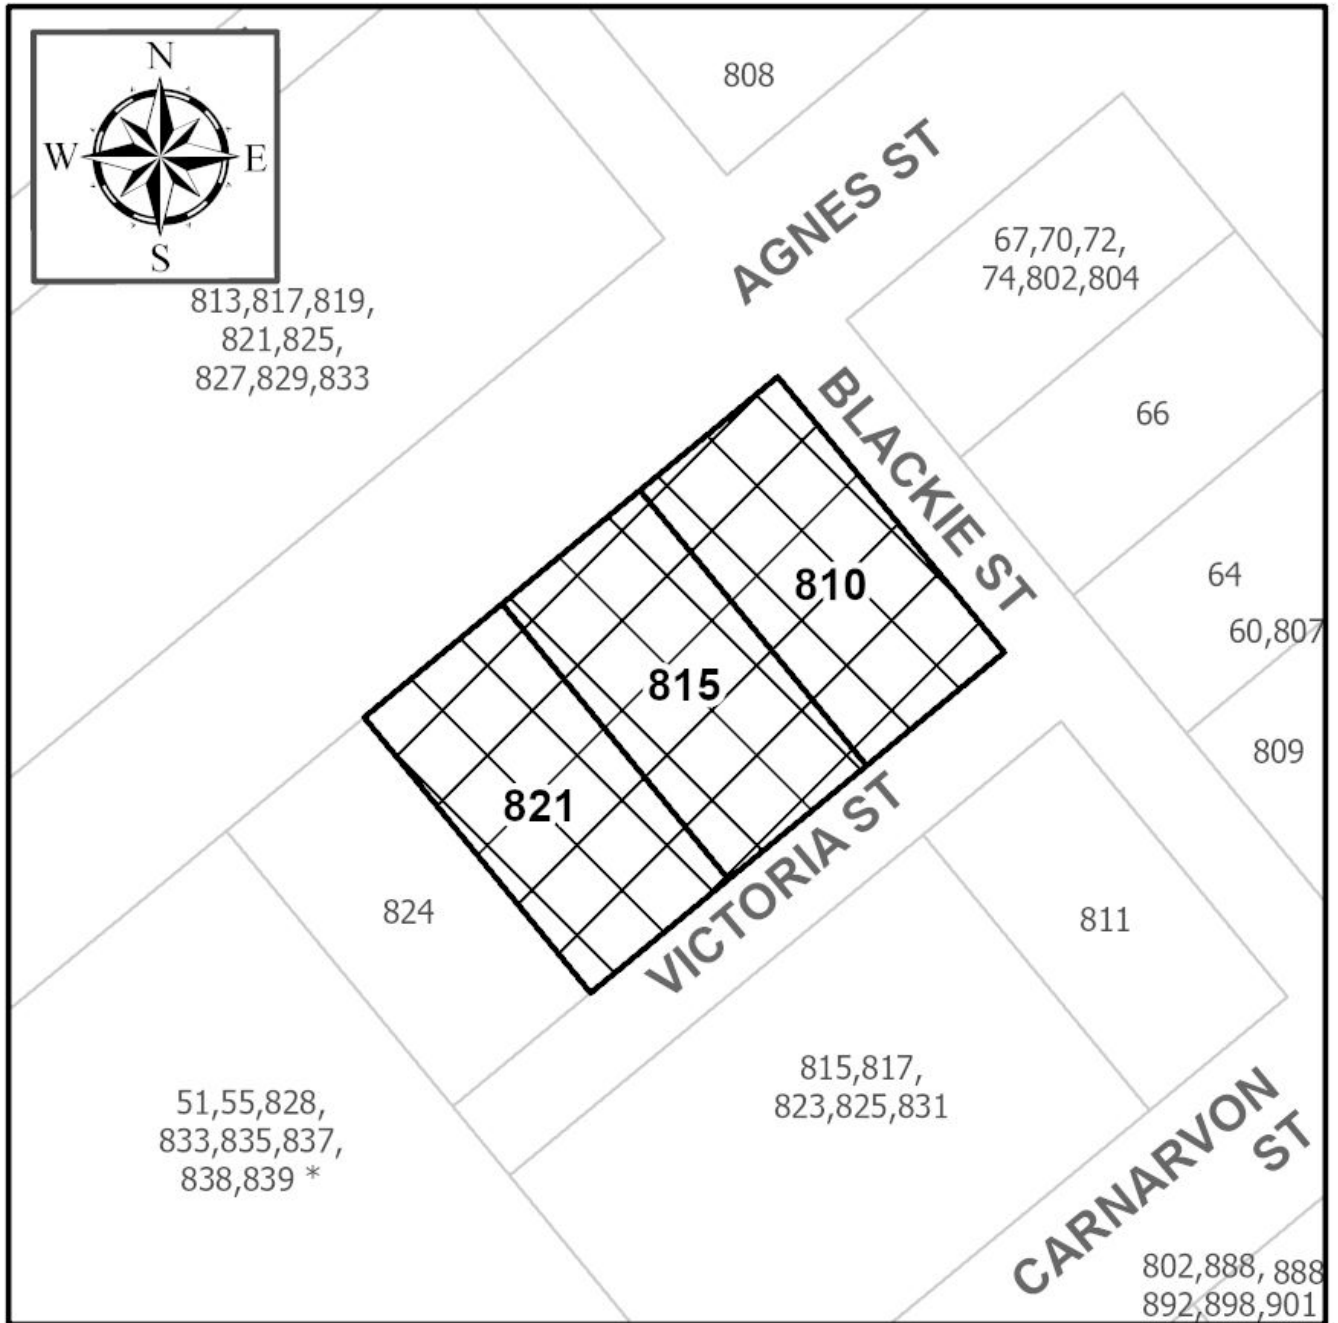 N
W E
S
808
AGNES ST
67,70,72,
74,802,804
813,817,819,
821,825,
827,829,833
BLACKIE ST
66
64
60,807
810
815
821
809
VICTORIA ST
824
811
815,817,
823,825,831
51,55,828,
833,835,837,
838,839 *
CARNARVON
ST
802,888, 888
892,898,901